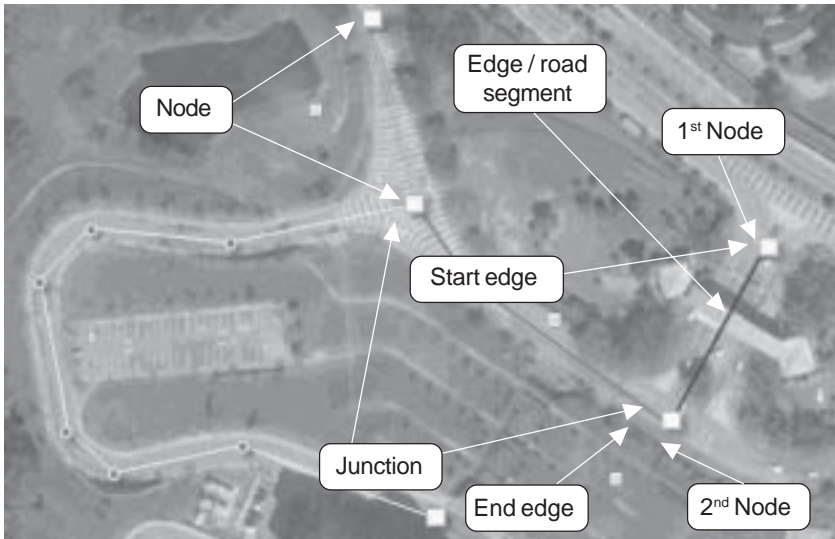 Edge / road
segment
Node
1st Node
Start edge
Junction
End edge
2nd Node